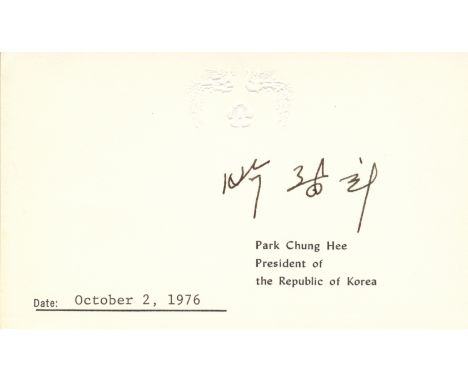 박정희
Park Chung Hee
President of
the Republic of Korea
Date: October 2, 1976